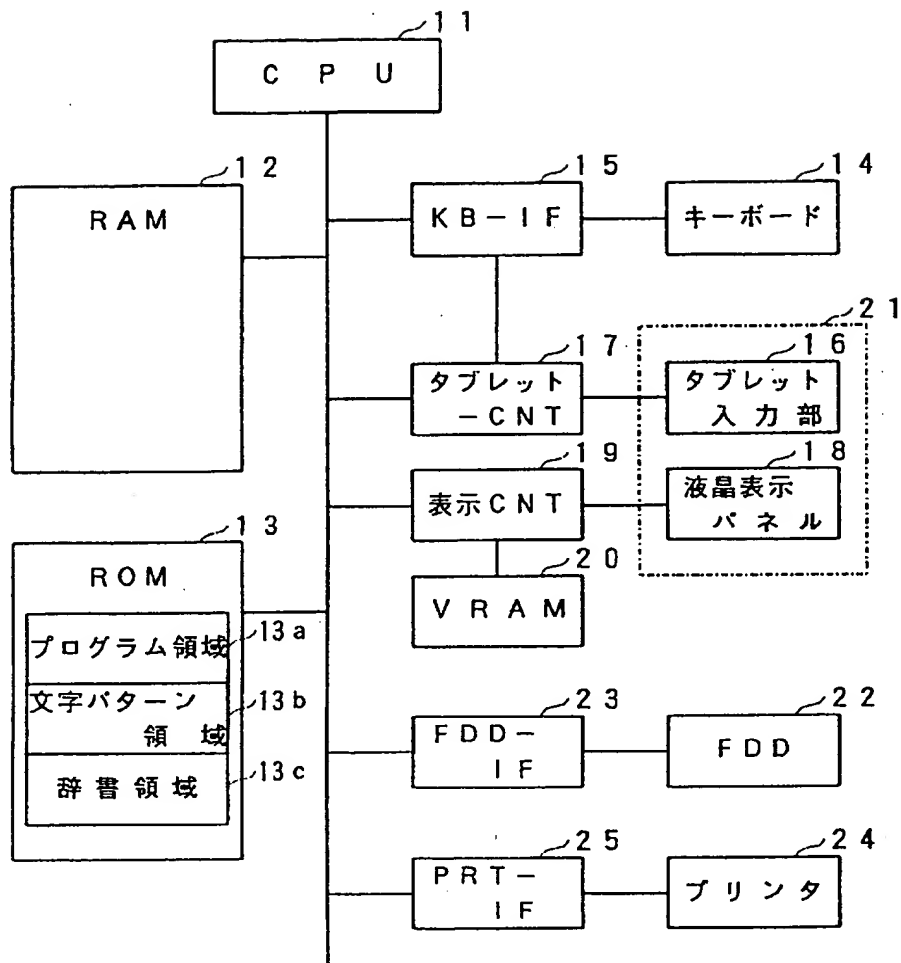 11
CPU
12
RAM
15
KB-IF
14
キーボード
21
17
タブレット
-CNT
16
タブレット
入力部
19
表示CNT
18
液晶表示
パネル
20
VRAM
13
ROM
プログラム領域
13a
文字パターン
領域
13b
辞書領域
13c
23
FDD-
IF
22
FDD
25
PRT-
IF
24
プリンタ